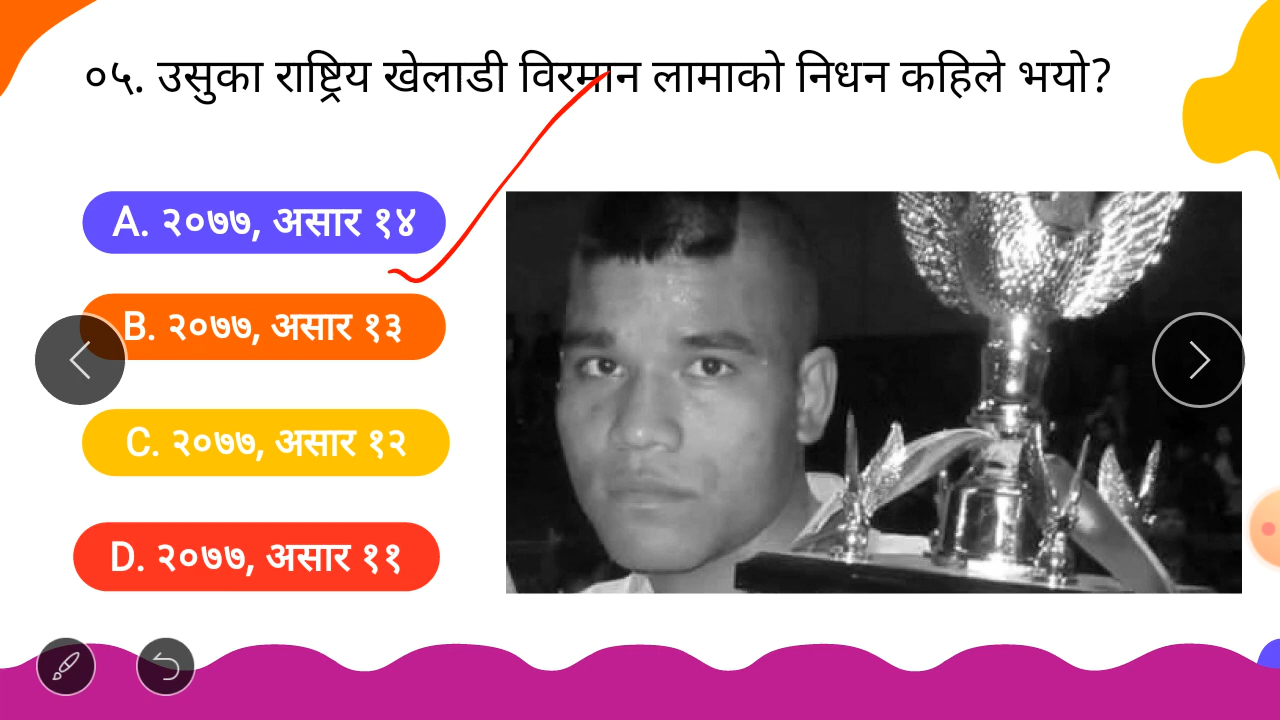 ०५. उसुका राष्ट्रिय खेलाडी विरमान लामाको निधन कहिले भयो?
A. २०७७, असार १४
B. २०७७, असार १३
C. २०७७, असार १२
D. २०७७, असार ११